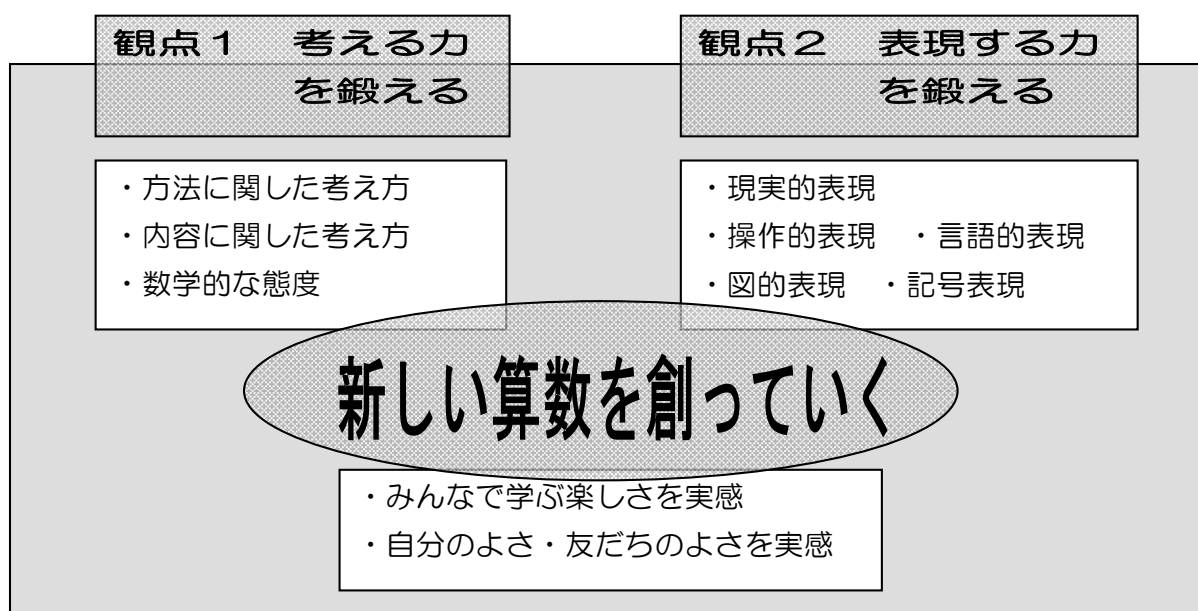 観点１　考える力
を鍛える
・方法に関した考え方
・内容に関した考え方
・数学的な態度
観点２　表現する力
を鍛える
・現実的表現
・操作的表現　・言語的表現
・図的表現　・記号表現
新しい算数を創っていく
・みんなで学ぶ楽しさを実感
・自分のよさ・友だちのよさを実感